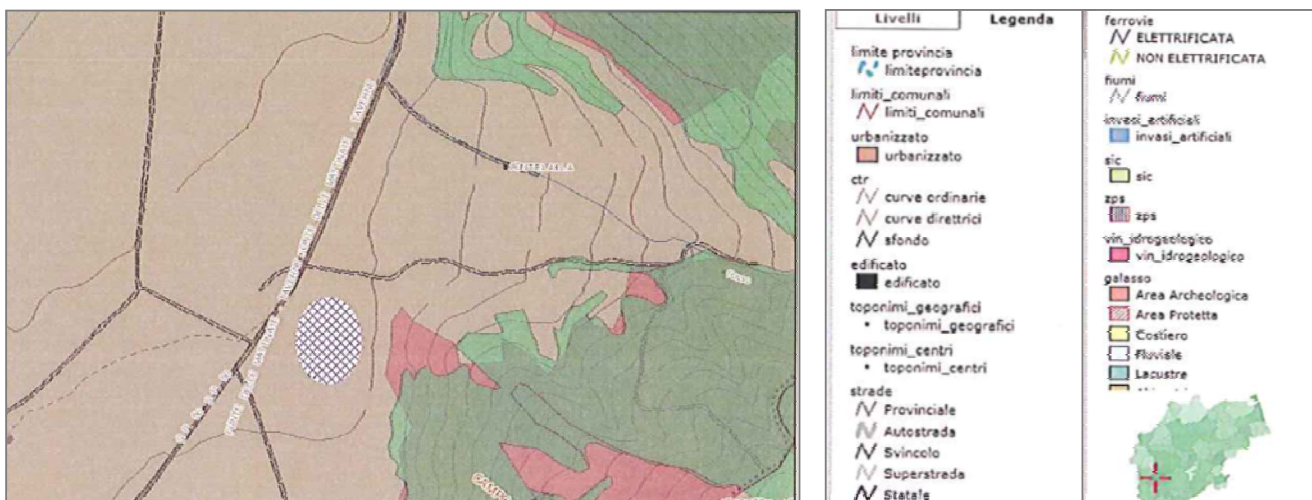 Livelli
Legenda
limite provincia
limiteprovincia
limiti_comunali
limiti_comunali
urbanizzato
urbanizzato
ctr
curve ordinarie
curve direttrici
sfondo
edificato
edificato
toponimi_geografici
toponimi_geografici
toponimi_centri
toponimi_centri
strade
Provinciale
Autostrada
Svincolo
Superstrada
Statale
ferrovie
ELETTRIFICATA
NON ELETTRIFICATA
fiumi
fiumi
invasi_artificiali
invasi_artificiali
sic
sic
zps
zps
vin_idrogeologico
vin_idrogeologico
galasso
Area Archeologica
Area Protetta
Costiero
Fluviale
Lacustre